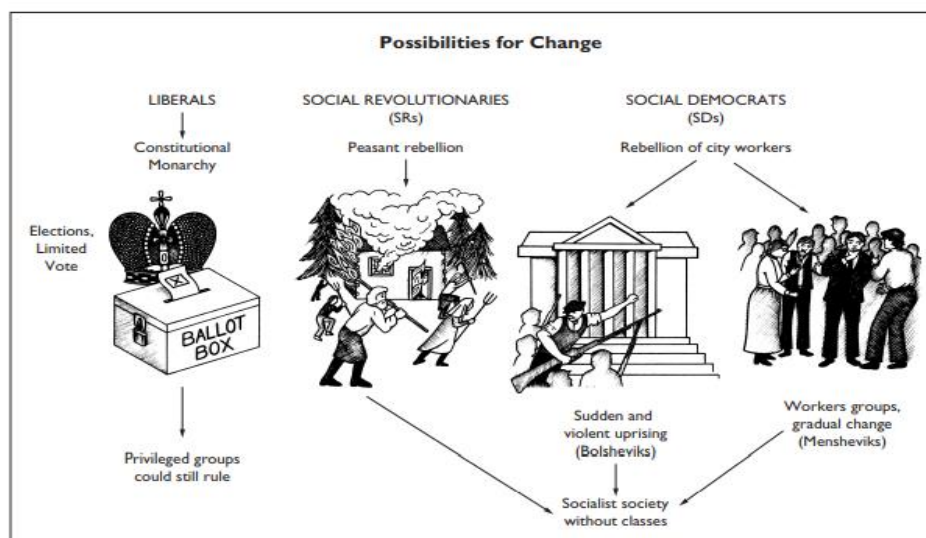 Possibilities for Change
LIBERALS
Constitutional
Monarchy
Elections,
Limited
Vote
BALLOT
BOX
Privileged groups
could still rule
SOCIAL REVOLUTIONARIES
(SRs)
Peasant rebellion
SOCIAL DEMOCRATS
(SDs)
Rebellion of city workers
Sudden and
violent uprising
(Bolsheviks)
Workers groups,
gradual change
(Mensheviks)
Socialist society
without classes